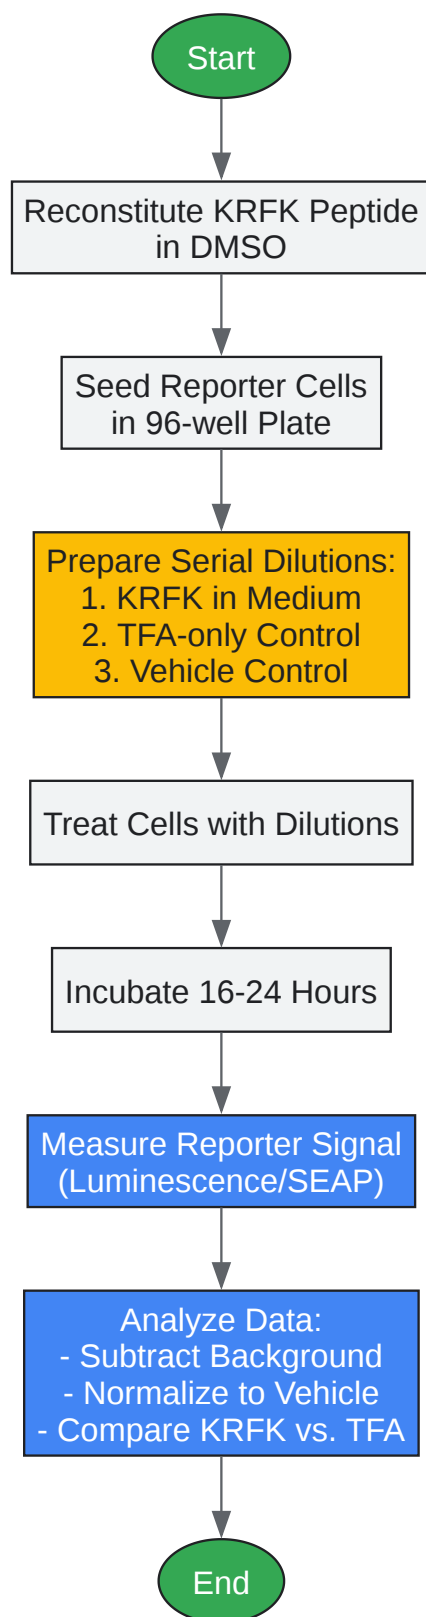 Start
Reconstitute KRFK Peptide
in DMSO
Seed Reporter Cells
in 96-well Plate
Prepare Serial Dilutions:
1. KRFK in Medium
2. TFA-only Control
3. Vehicle Control
Treat Cells with Dilutions
Incubate 16-24 Hours
Measure Reporter Signal
(Luminescence/SEAP)
Analyze Data:
- Subtract Background
- Normalize to Vehicle
- Compare KRFK vs. TFA
End